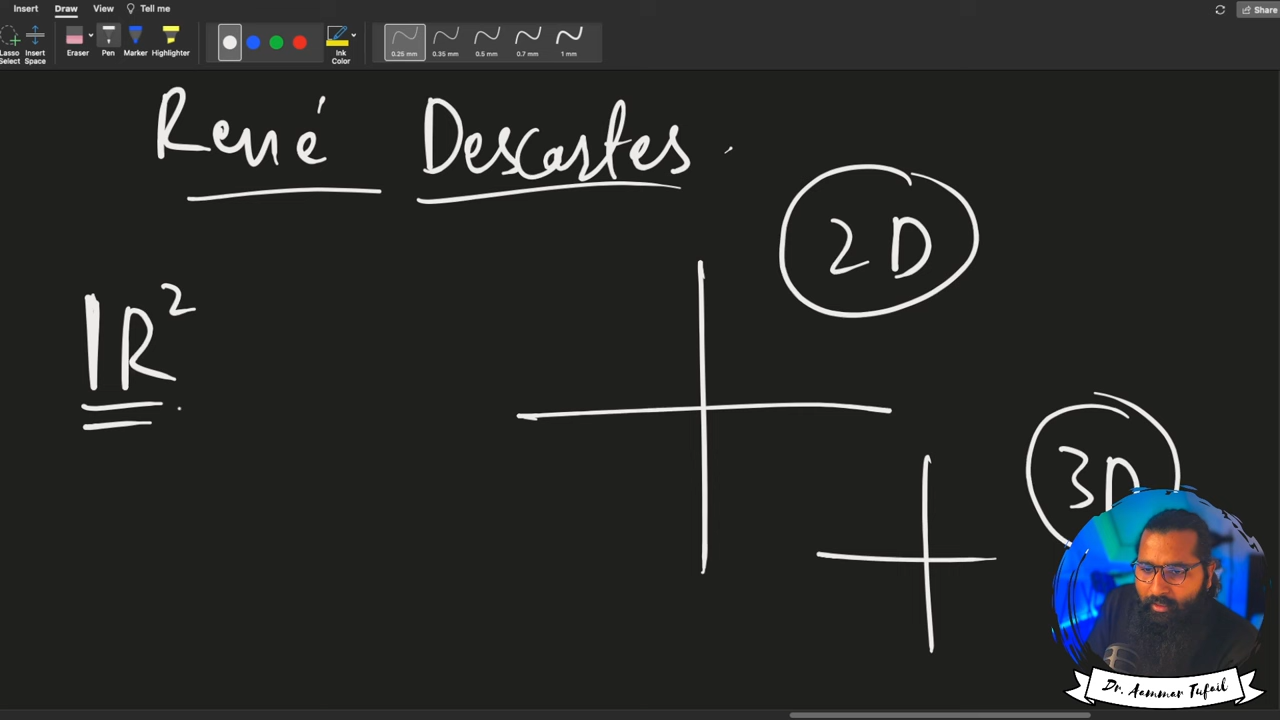 Insert Draw View Tell me
Share
Lasso Select
Insert Space
Eraser
Pen
Marker
Highlighter
Ink Color
0.25 mm
0.35 mm
0.5 mm
0.7 mm
1 mm
René Descartes
2D
IR²
3D
Dr. Aammar Tufail